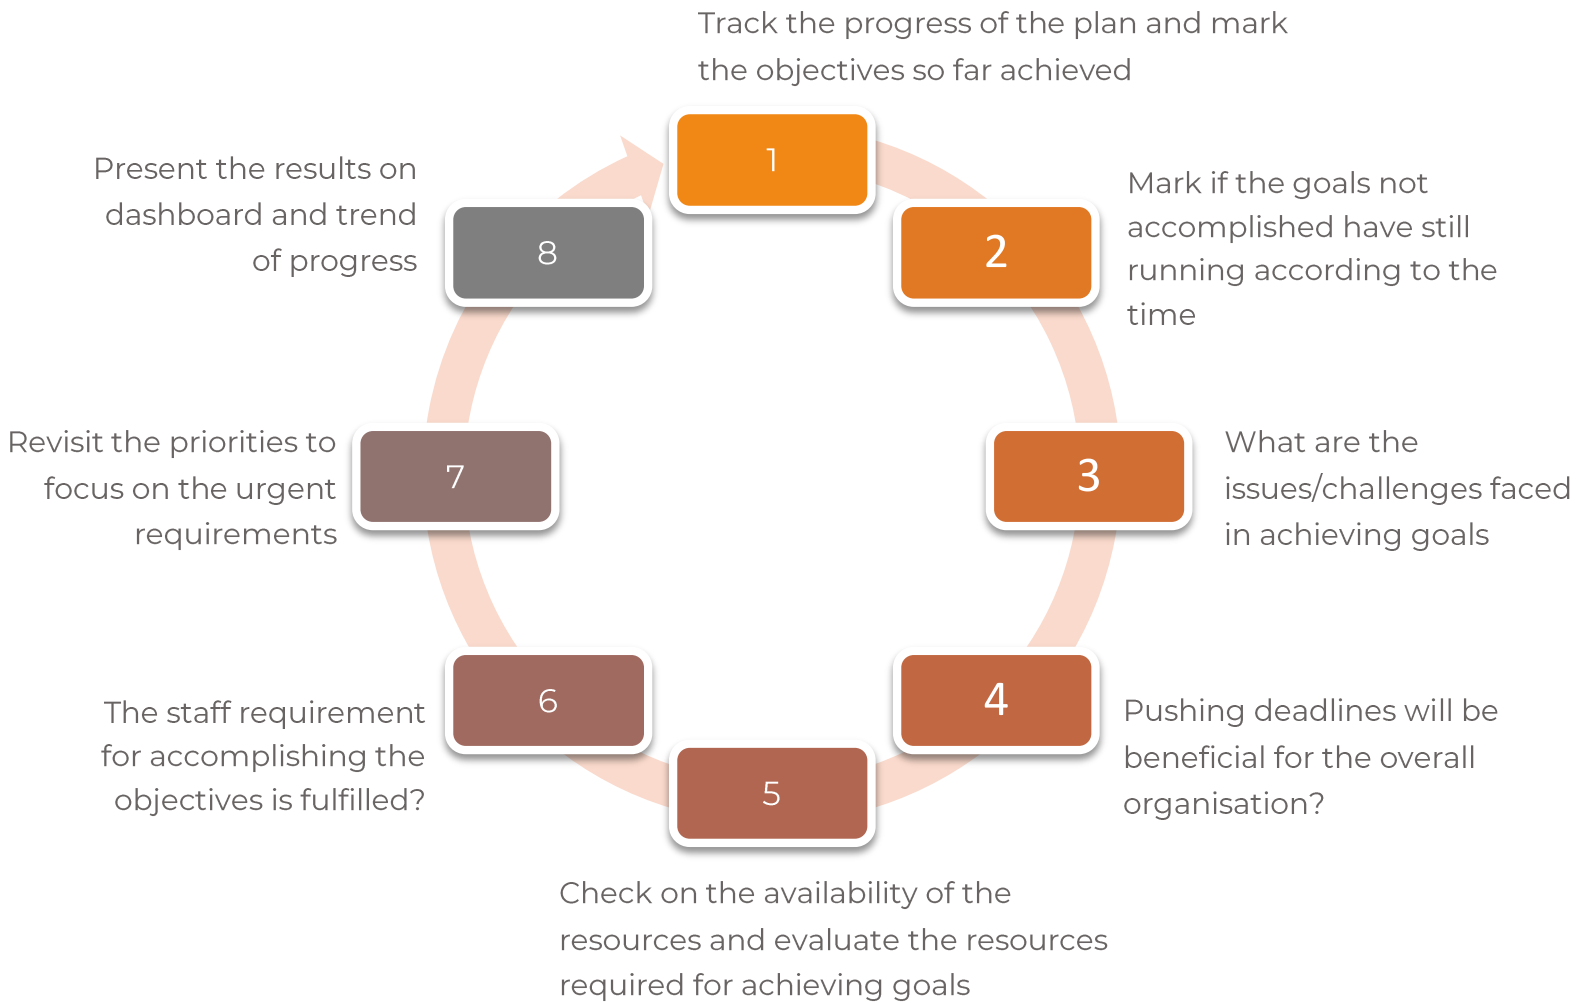 Track the progress of the plan and mark
the objectives so far achieved
1
2
Mark if the goals not
accomplished have still
running according to the
time
3
What are the
issues/challenges faced
in achieving goals
4
Pushing deadlines will be
beneficial for the overall
organisation?
5
Check on the availability of the
resources and evaluate the resources
required for achieving goals
6
The staff requirement
for accomplishing the
objectives is fulfilled?
7
Revisit the priorities to
focus on the urgent
requirements
8
Present the results on
dashboard and trend
of progress